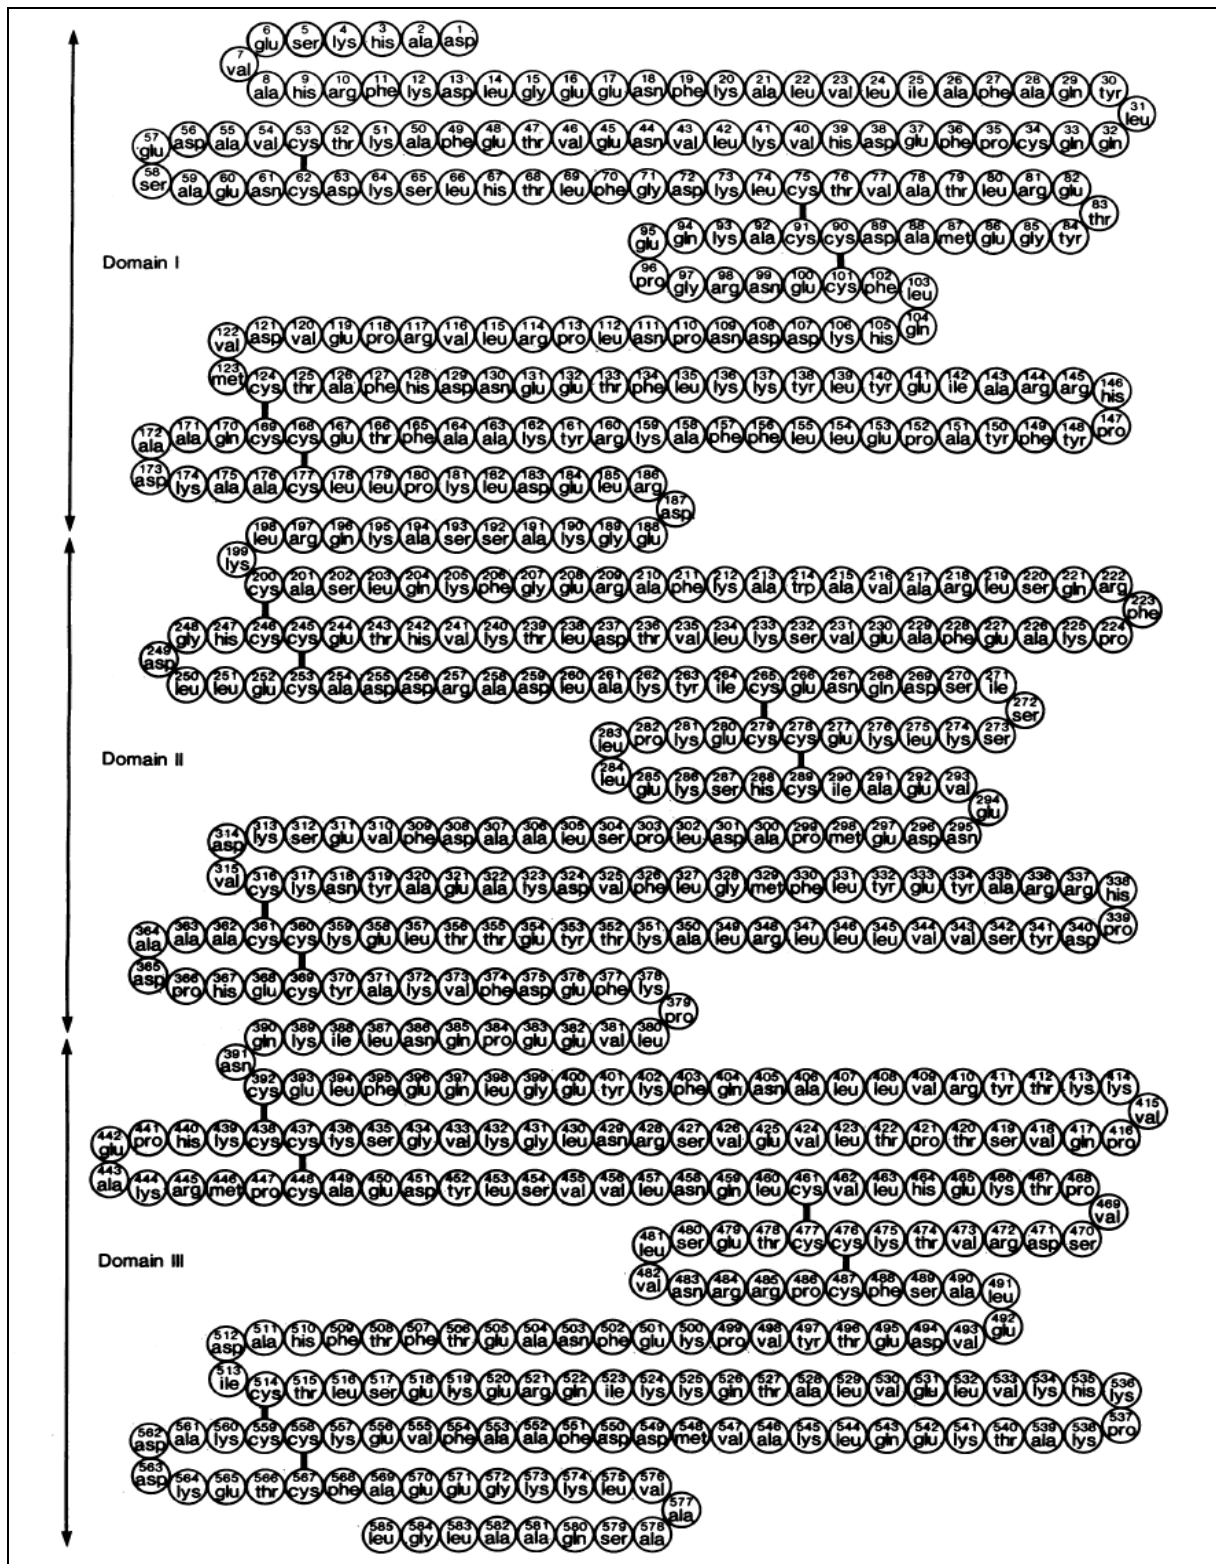 6 glu 5 ser 4 lys 3 his 2 ala 1 asp
7 val
8 ala 9 his 10 arg 11 phe 12 lys 13 asp 14 leu 15 gly 16 glu 17 glu 18 asn 19 phe 20 lys 21 ala 22 leu 23 val 24 leu 25 ile 26 ala 27 phe 28 ala 29 gln 30 tyr
31 leu
57 glu 56 asp 55 ala 54 val 53 cys 52 thr 51 lys 50 ala 49 phe 48 glu 47 thr 46 val 45 glu 44 asn 43 val 42 leu 41 lys 40 val 39 his 38 asp 37 glu 36 phe 35 pro 34 cys 33 gln 32 gln
58 ser 59 ala 60 glu 61 asn 62 cys 63 asp 64 lys 65 ser 66 leu 67 his 68 thr 69 leu 70 phe 71 gly 72 asp 73 lys 74 leu 75 cys 76 thr 77 val 78 ala 79 thr 80 leu 81 arg 82 glu
83 thr
95 glu 94 gln 93 lys 92 ala 91 cys 90 cys 89 asp 88 ala 87 met 86 glu 85 gly 84 tyr
Domain I
96 pro 97 gly 98 arg 99 asn 100 glu 101 cys 102 phe 103 leu
122 val 121 asp 120 val 119 glu 118 pro 117 arg 116 val 115 leu 114 arg 113 pro 112 leu 111 asn 110 pro 109 asn 108 asp 107 asp 106 lys 105 his 104 gln
123 met 124 cys 125 thr 126 ala 127 phe 128 his 129 asp 130 asn 131 glu 132 glu 133 thr 134 phe 135 leu 136 lys 137 lys 138 tyr 139 leu 140 tyr 141 glu 142 ile 143 ala 144 arg 145 arg 146 his
172 ala 171 ala 170 gln 169 cys 168 cys 167 glu 166 thr 165 phe 164 ala 163 ala 162 lys 161 tyr 160 arg 159 lys 158 ala 157 phe 156 phe 155 leu 154 leu 153 glu 152 pro 151 ala 150 tyr 149 phe 148 tyr 147 pro
173 asp 174 lys 175 ala 176 ala 177 cys 178 leu 179 leu 180 pro 181 lys 182 leu 183 asp 184 glu 185 leu 186 arg
187 asp
198 leu 197 arg 196 gln 195 lys 194 ala 193 ser 192 ser 191 ala 190 lys 189 gly 188 glu
199 lys
200 cys 201 ala 202 ser 203 leu 204 gln 205 lys 206 phe 207 gly 208 glu 209 arg 210 ala 211 phe 212 lys 213 ala 214 trp 215 ala 216 val 217 ala 218 arg 219 leu 220 ser 221 gln 222 arg
223 phe
248 gly 247 his 246 cys 245 cys 244 glu 243 thr 242 his 241 val 240 lys 239 thr 238 leu 237 asp 236 thr 235 val 234 leu 233 lys 232 ser 231 val 230 glu 229 ala 228 phe 227 glu 226 ala 225 lys 224 pro
249 asp
250 leu 251 leu 252 glu 253 cys 254 ala 255 asp 256 asp 257 arg 258 ala 259 asp 260 leu 261 ala 262 lys 263 tyr 264 ile 265 cys 266 glu 267 asn 268 gln 269 asp 270 ser 271 ile
272 ser
283 leu 282 pro 281 lys 280 glu 279 cys 278 cys 277 glu 276 lys 275 leu 274 lys 273 ser
Domain II
284 leu 285 glu 286 lys 287 ser 288 his 289 cys 290 ile 291 ala 292 glu 293 val
294 glu
314 asp 313 lys 312 ser 311 glu 310 val 309 phe 308 asp 307 ala 306 ala 305 leu 304 ser 303 pro 302 leu 301 asp 300 ala 299 pro 298 met 297 glu 296 asp 295 asn
315 val 316 cys 317 lys 318 asn 319 tyr 320 ala 321 glu 322 ala 323 lys 324 asp 325 val 326 phe 327 leu 328 gly 329 met 330 phe 331 leu 332 tyr 333 glu 334 tyr 335 ala 336 arg 337 arg 338 his
364 ala 363 ala 362 ala 361 cys 360 cys 359 lys 358 glu 357 leu 356 thr 355 thr 354 glu 353 tyr 352 thr 351 lys 350 ala 349 leu 348 arg 347 leu 346 leu 345 leu 344 val 343 val 342 ser 341 tyr 340 asp 339 pro
365 asp 366 pro 367 his 368 glu 369 cys 370 tyr 371 ala 372 lys 373 val 374 phe 375 asp 376 glu 377 phe 378 lys
379 pro
390 gln 389 lys 388 ile 387 leu 386 asn 385 gln 384 pro 383 glu 382 glu 381 val 380 leu
391 asn
392 cys 393 glu 394 leu 395 phe 396 glu 397 gln 398 leu 399 gly 400 glu 401 tyr 402 lys 403 phe 404 gln 405 asn 406 ala 407 leu 408 leu 409 val 410 arg 411 tyr 412 thr 413 lys 414 lys
415 val
442 glu 441 pro 440 his 439 lys 438 cys 437 cys 436 lys 435 ser 434 gly 433 val 432 lys 431 gly 430 leu 429 asn 428 arg 427 ser 426 val 425 glu 424 val 423 leu 422 thr 421 pro 420 thr 419 ser 418 val 417 gln 416 pro
443 ala 444 lys 445 arg 446 met 447 pro 448 cys 449 ala 450 glu 451 asp 452 tyr 453 leu 454 ser 455 val 456 val 457 leu 458 asn 459 gln 460 leu 461 cys 462 val 463 leu 464 his 465 glu 466 lys 467 thr 468 pro
469 val
481 leu 480 ser 479 glu 478 thr 477 cys 476 cys 475 lys 474 thr 473 val 472 arg 471 asp 470 ser
Domain III
482 val 483 asn 484 arg 485 arg 486 pro 487 cys 488 phe 489 ser 490 ala 491 leu
512 asp 511 ala 510 his 509 phe 508 thr 507 phe 506 thr 505 glu 504 ala 503 asn 502 phe 501 glu 500 lys 499 pro 498 val 497 tyr 496 thr 495 glu 494 asp 493 val 492 glu
513 ile 514 cys 515 thr 516 leu 517 ser 518 glu 519 lys 520 glu 521 arg 522 gln 523 ile 524 lys 525 lys 526 gln 527 thr 528 ala 529 leu 530 val 531 glu 532 leu 533 val 534 lys 535 his 536 lys
562 asp 561 ala 560 lys 559 cys 558 cys 557 lys 556 glu 555 val 554 phe 553 ala 552 ala 551 phe 550 asp 549 asp 548 met 547 val 546 ala 545 lys 544 leu 543 gln 542 glu 541 lys 540 thr 539 ala 538 lys 537 pro
563 asp 564 lys 565 glu 566 thr 567 cys 568 phe 569 ala 570 glu 571 glu 572 gly 573 lys 574 lys 575 leu 576 val
577 ala
585 leu 584 gly 583 leu 582 ala 581 ala 580 gln 579 ser 578 ala